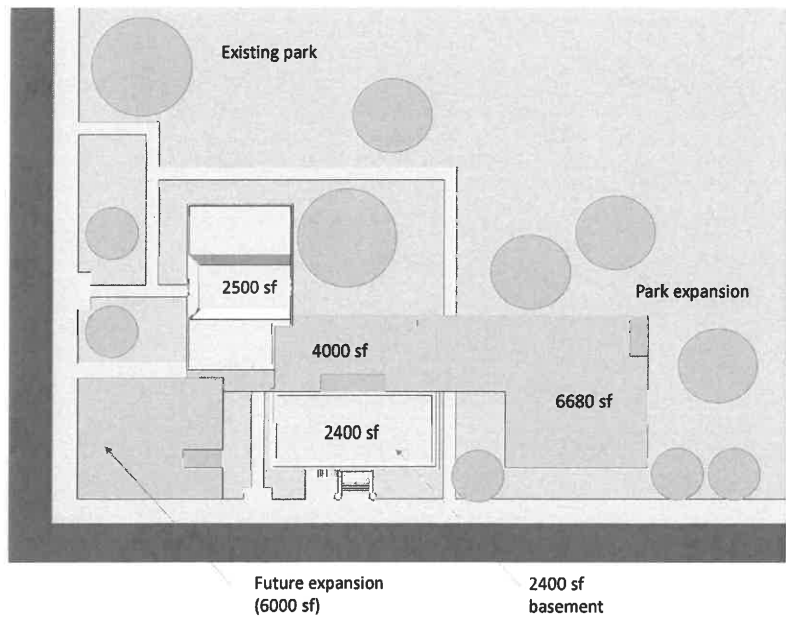 Existing park
2500 sf
Park expansion
4000 sf
6680 sf
2400 sf
Future expansion
(6000 sf)
2400 sf
basement